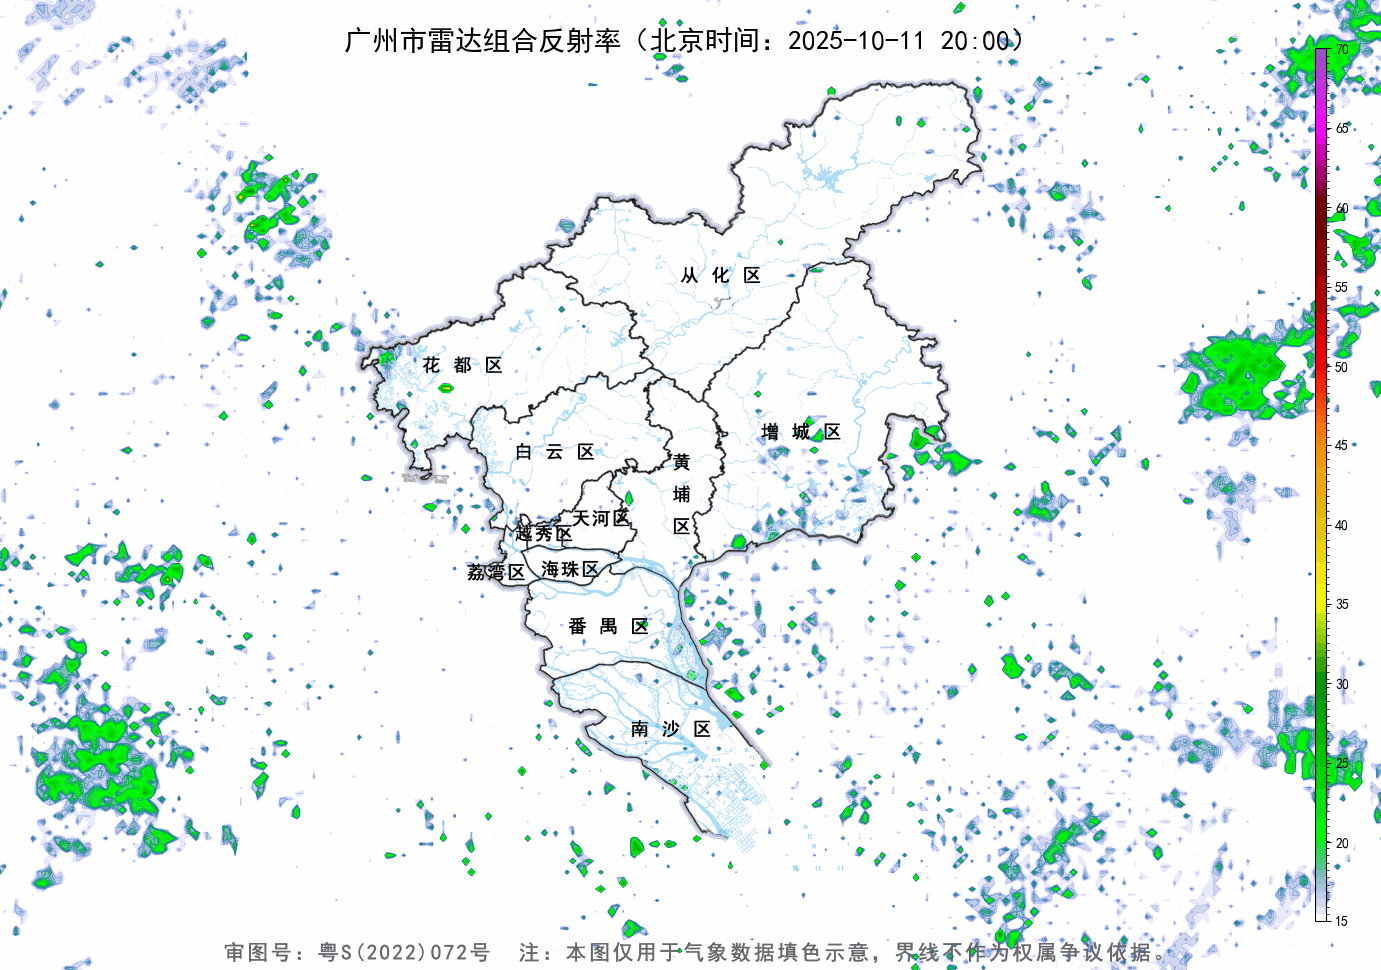 广州市雷达组合反射率（北京时间：2025-10-11 20:00）
70
65
60
55
50
45
40
35
30
25
20
15
从化区
花都区
增城区
白云区
黄埔区
天河区
越秀区
荔湾区
海珠区
番禺区
南沙区
审图号：粤S(2022)072号 注：本图仅用于气象数据填色示意，界线不作为权属争议依据。